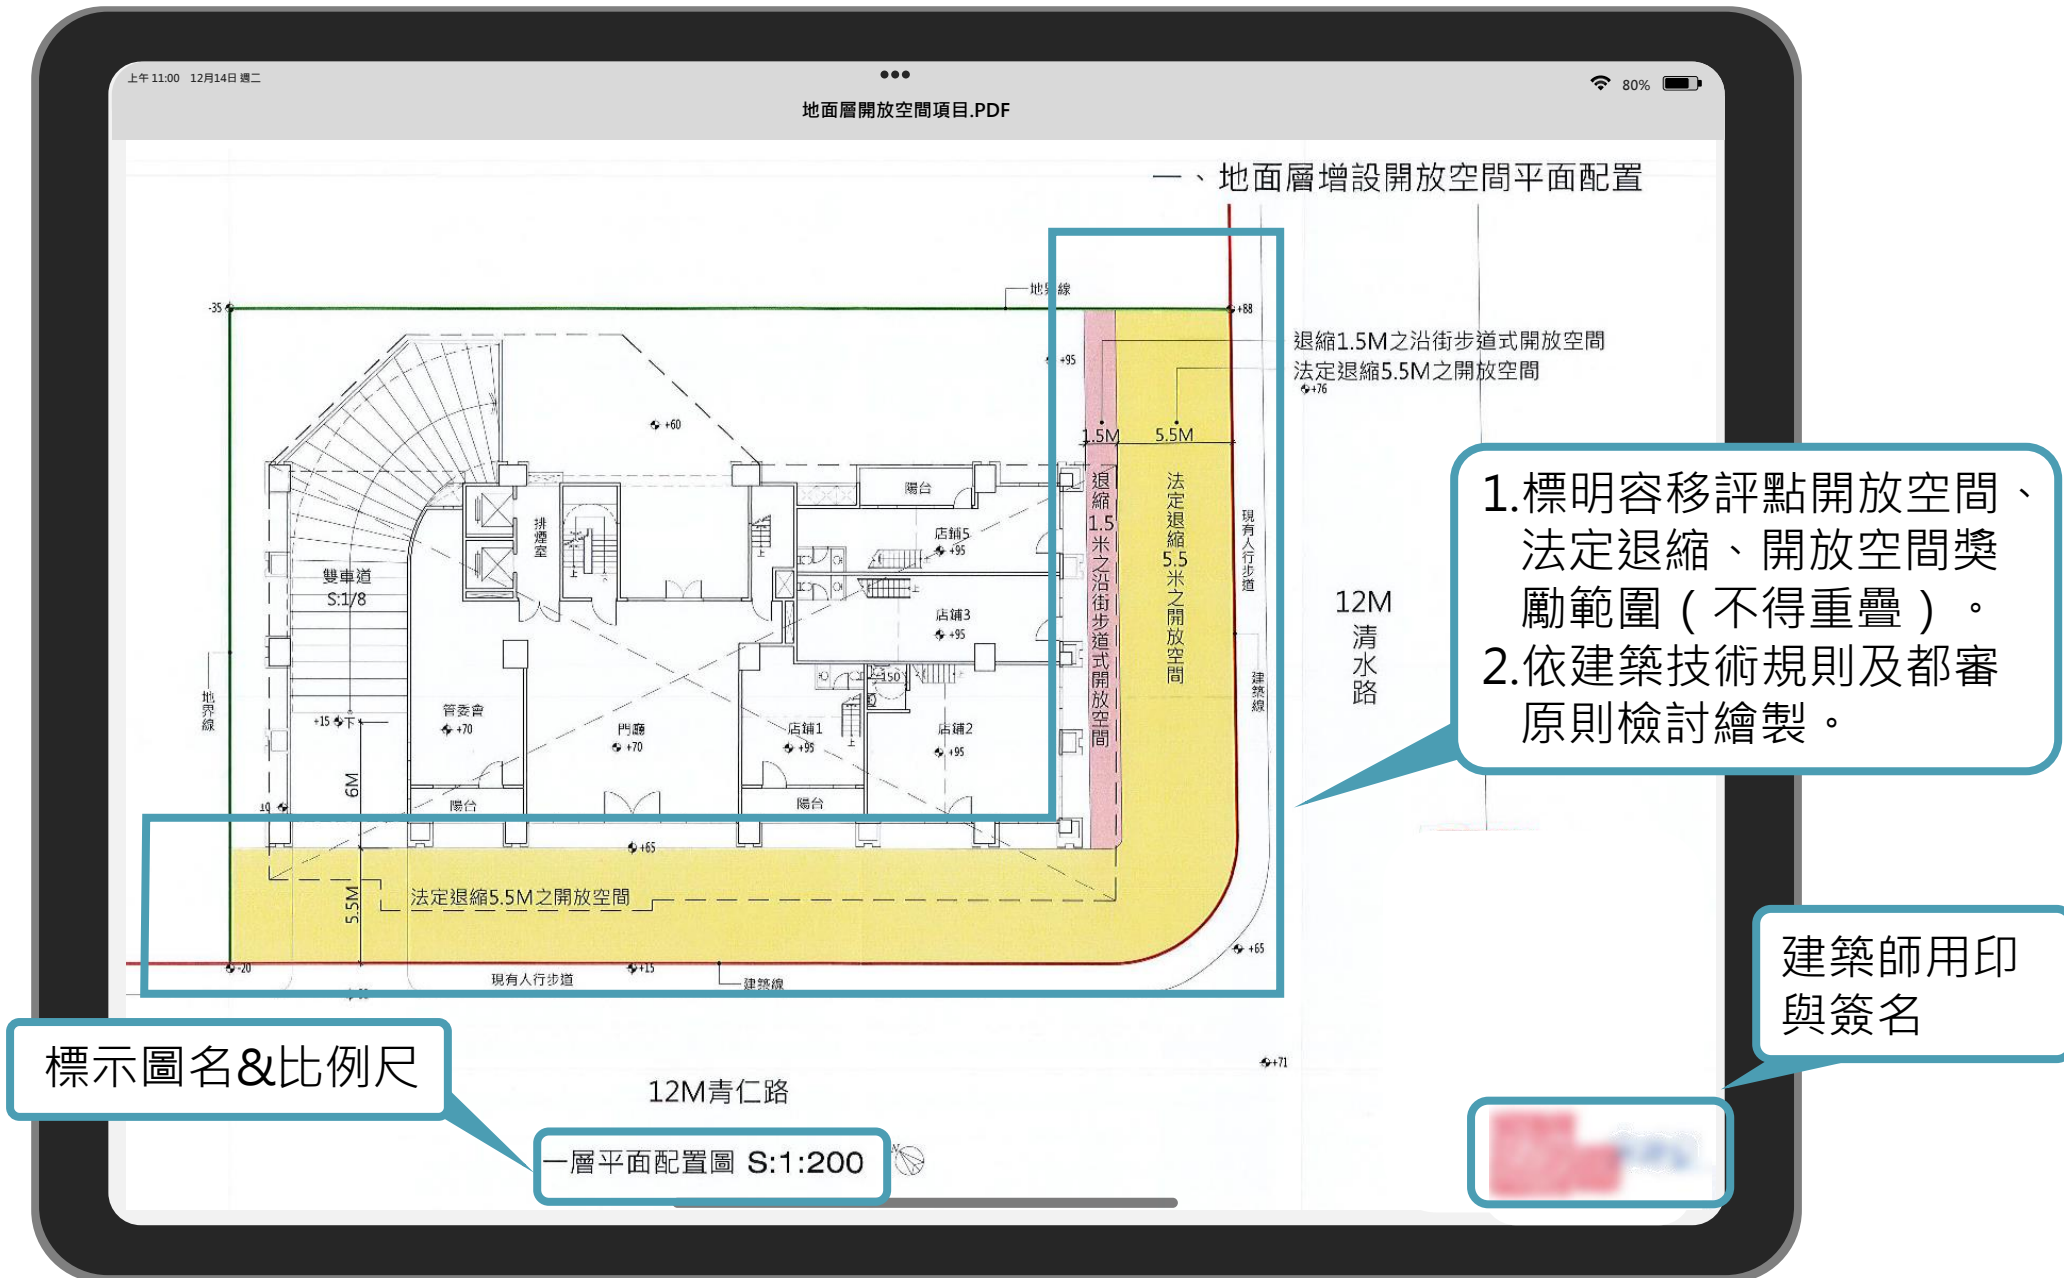 上午 11:00 12月14日 週二
80%
地面層開放空間項目.PDF
一、地面層增設開放空間平面配置
地界線
-35
+88
退縮1.5M之沿街步道式開放空間
+95
法定退縮5.5M之開放空間
+76
+60
1.5M
5.5M
1.標明容移評點開放空間、
法定退縮、開放空間獎
勵範圍（不得重疊）。
2.依建築技術規則及都審
原則檢討繪製。
陽台
退縮1.5米之沿街步道式開放空間
法定退縮5.5米之開放空間
現有人行步道
排煙室
店鋪5
+95
上
上
上
雙車道
S:1/8
店鋪3
+95
12M
清水路
+150
地界線
建築線
管委會
+70
門廳
+70
店鋪1
+95
上
店鋪2
+95
+15
下
6M
±0
陽台
陽台
+65
法定退縮5.5M之開放空間
5.5M
+65
-20
+15
現有人行步道
建築線
建築師用印
與簽名
標示圖名&比例尺
+71
12M青仁路
一層平面配置圖 S:1:200
N